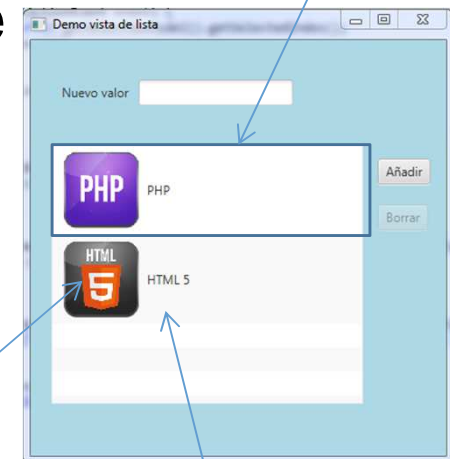 e
Demo vista de lista
Nuevo valor
PHP
PHP
Añadir
Borrar
HTML
5
HTML 5